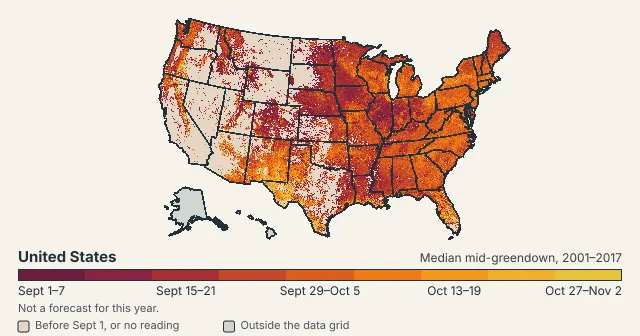 United States
Median mid-greendown, 2001–2017
Sept 1–7
Sept 15–21
Sept 29–Oct 5
Oct 13–19
Oct 27–Nov 2
Not a forecast for this year.
Before Sept 1, or no reading
Outside the data grid